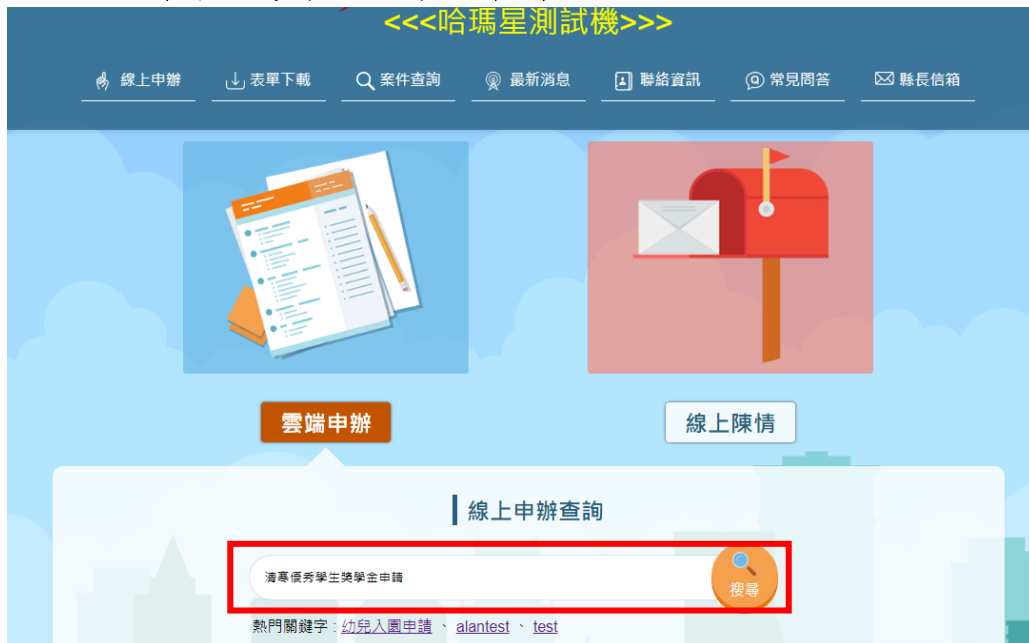 <<<哈瑪星測試機>>>
線上申辦 表單下載 案件查詢 最新消息 聯絡資訊 常見問答 縣長信箱
雲端申辦 線上陳情
線上申辦查詢
清寒優秀學生獎學金申請 搜尋
熱門關鍵字 : 幼兒入園申請 、 alantest 、 test